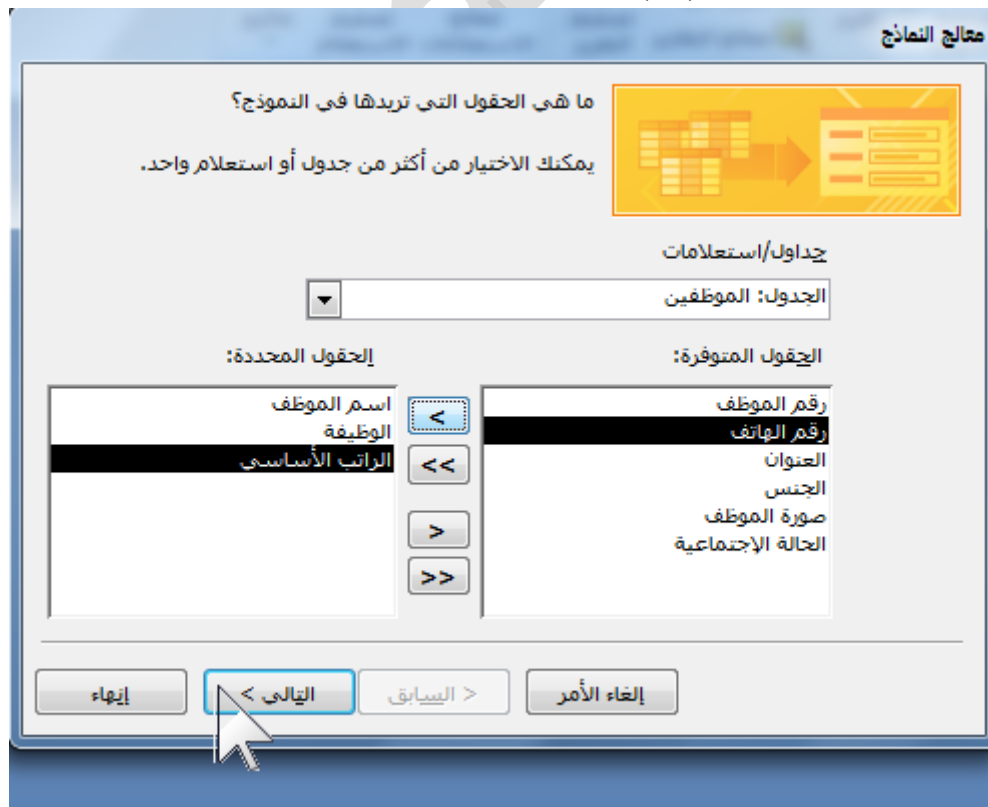 معالج النماذج
ما هي الحقول التي تريدها في النموذج؟
يمكنك الاختيار من أكثر من جدول أو استعلام واحد.
جداول/استعلامات
الجدول: الموظفين
الحقول المتوفرة:
رقم الموظف
رقم الهاتف
العنوان
الجنس
صورة الموظف
الحالة الإجتماعية
<
<<
>
>>
الحقول المحددة:
اسم الموظف
الوظيفة
الراتب الأساسي
إلغاء الأمر
< السابق
التالي >
إنهاء